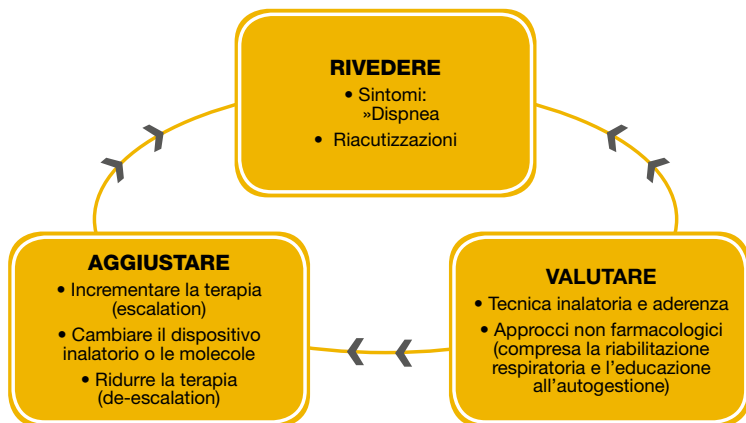 RIVEDERE
• Sintomi:
»Dispnea
• Riacutizzazioni
AGGIUSTARE
• Incrementare la terapia
(escalation)
• Cambiare il dispositivo
inalatorio o le molecole
• Ridurre la terapia
(de-escalation)
VALUTARE
• Tecnica inalatoria e aderenza
• Approcci non farmacologici
(compresa la riabilitazione
respiratoria e l’educazione
all’autogestione)